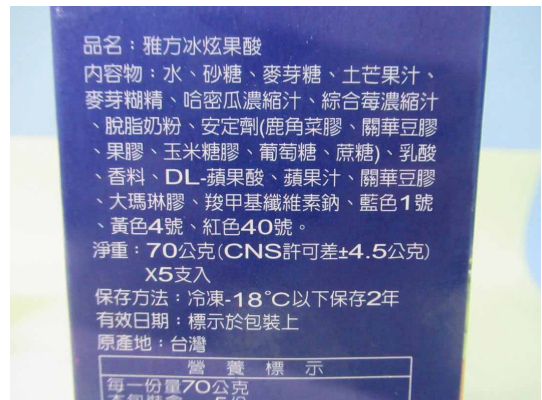 品名：雅方冰炫果酸
內容物：水、砂糖、麥芽糖、土芒果汁、
麥芽糊精、哈密瓜濃縮汁、綜合莓濃縮汁
、脫脂奶粉、安定劑(鹿角菜膠、關華豆膠
、果膠、玉米糖膠、葡萄糖、蔗糖)、乳酸
、香料、DL-蘋果酸、蘋果汁、關華豆膠
、大瑪琳膠、羧甲基纖維素鈉、藍色1號
、黃色4號、紅色40號。
淨重：70公克(CNS許可差±4.5公克)
X5支入
保存方法：冷凍-18°C以下保存2年
有效日期：標示於包裝上
原產地：台灣
營養標示
每一份量70公克
本包裝含 5份